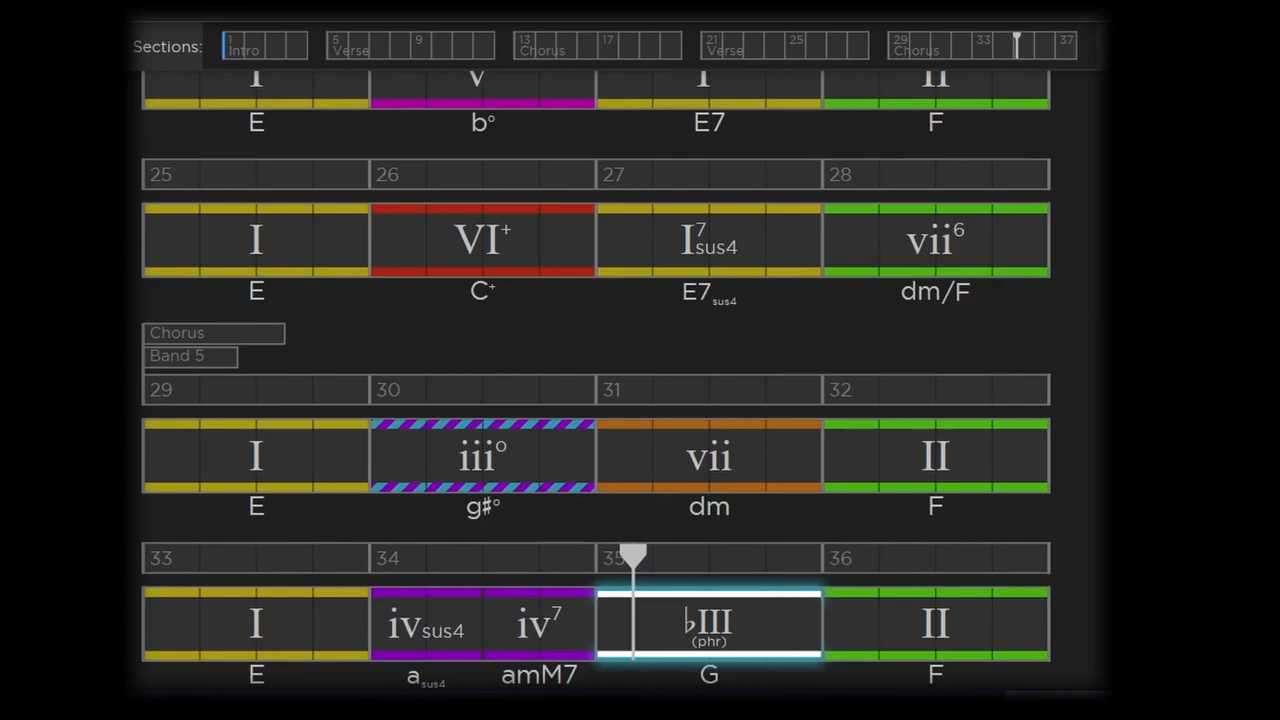 Sections: 1 Intro 5 Verse 9 13 Chorus 17 21 Verse 25 29 Chorus 33 37
I v I II
E b° E7 F
25 26 27 28
I VI+ I7sus4 vii6
E C+ E7sus4 dm/F
Chorus
Band 5
29 30 31 32
I iii° vii II
E g#° dm F
33 34 35 36
I ivsus4 iv7 ♭III (phr) II
E asus4 amM7 G F